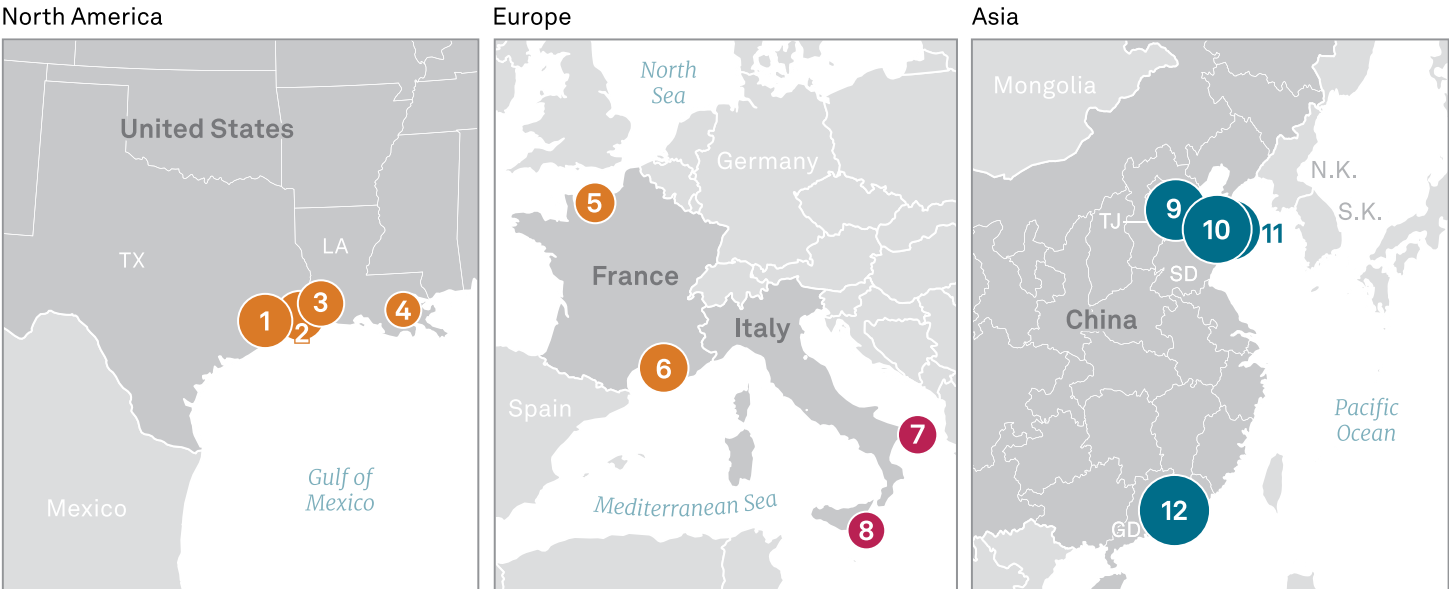 North America
United States
TX
LA
1
2
3
4
Gulf of
Mexico
Mexico
Europe
North
Sea
Germany
5
France
Italy
6
Spain
7
Mediterranean Sea
8
Asia
Mongolia
N.K.
S.K.
TJ
9
10
11
SD
China
Pacific
Ocean
12
GD